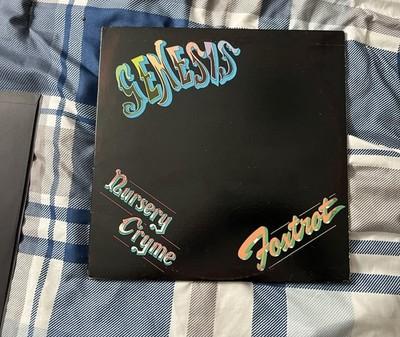 GENESIS
Nursery
Cryme
Foxtrot